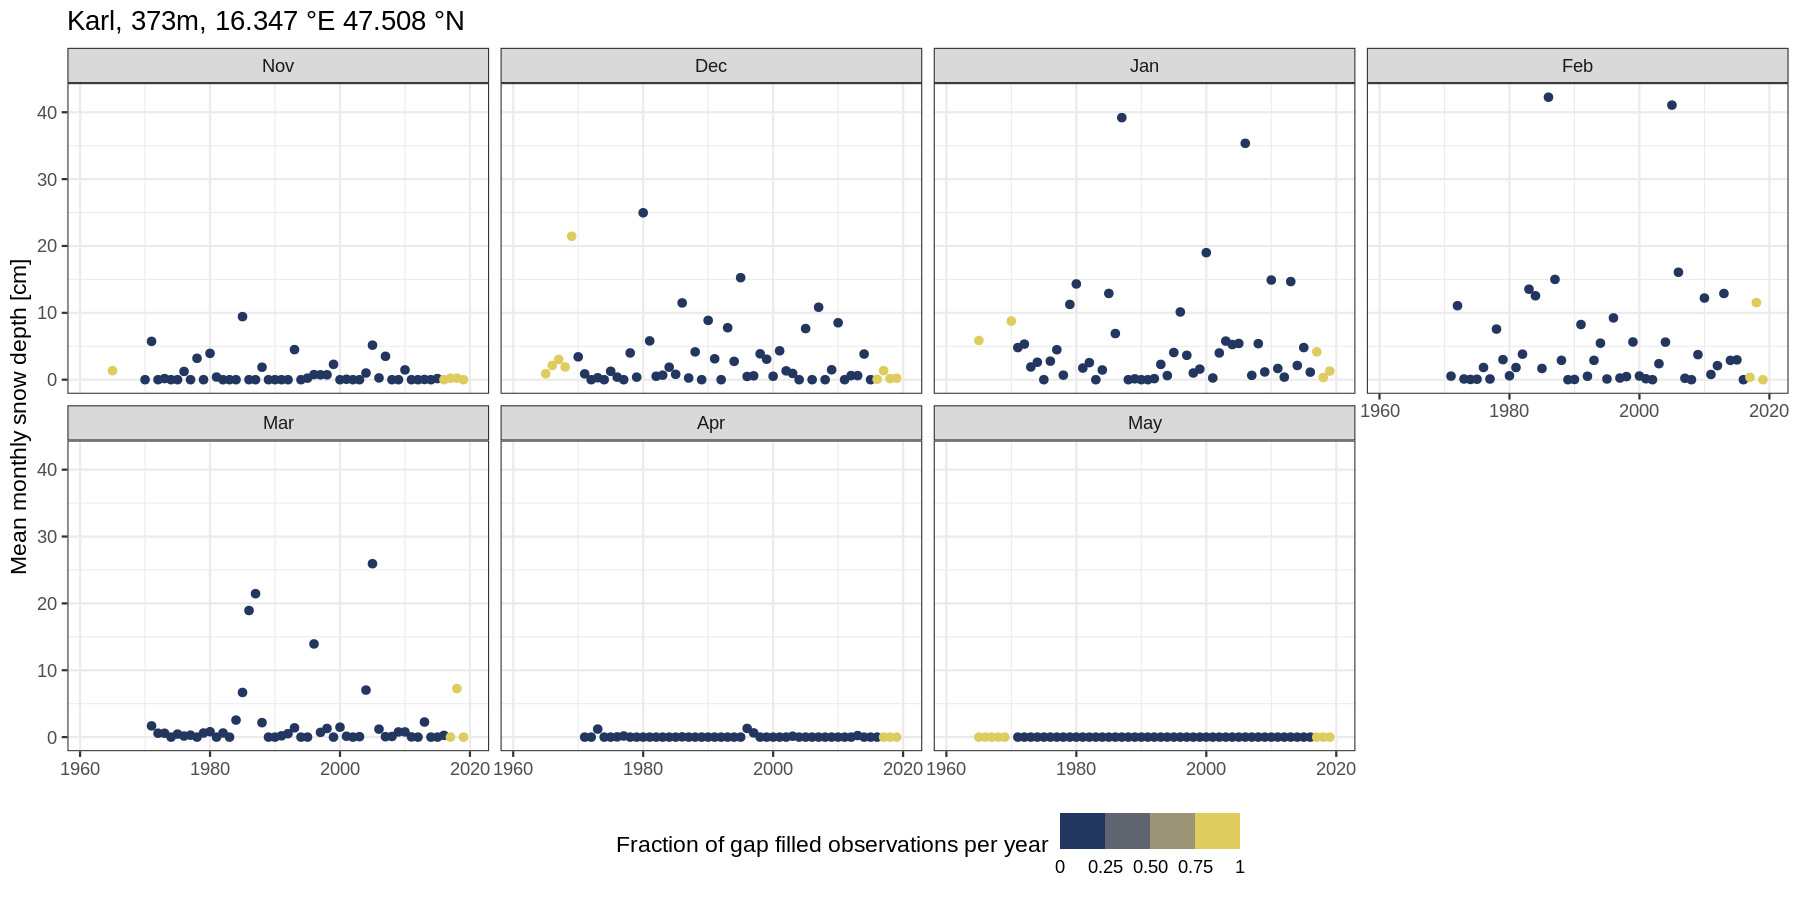 Karl, 373m, 16.347 °E 47.508 °N
Nov Dec Jan Feb
Mean monthly snow depth [cm]
40
30
20
10
0
1960 1980 2000 2020
Mar Apr May
40
30
20
10
0
1960 1980 2000 2020 1960 1980 2000 2020 1960 1980 2000 2020
Fraction of gap filled observations per year
0 0.25 0.50 0.75 1